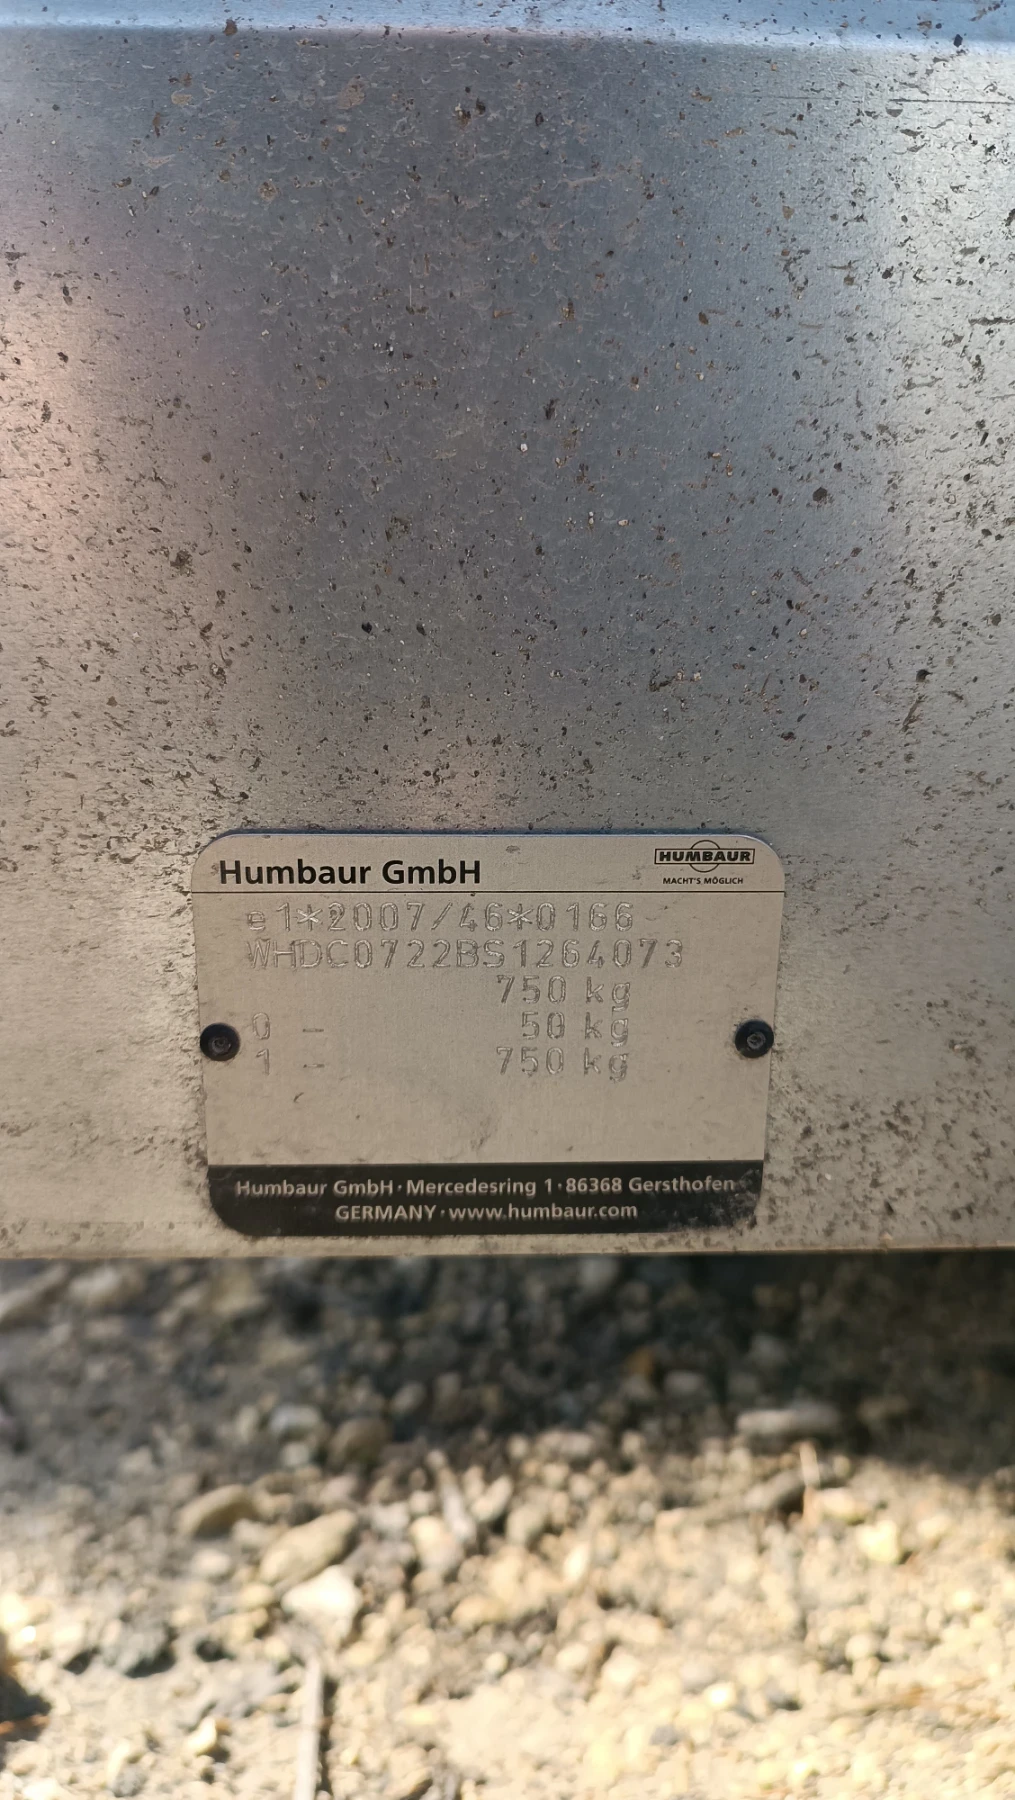 Humbaur GmbH
HUMBAUR
MACHT'S MÖGLICH
e1*2007/46*0166
WHDC0722BS1264073
750 kg
0 - 50 kg
1 - 750 kg
Humbaur GmbH·Mercedesring 1·86368 Gersthofen
GERMANY·www.humbaur.com